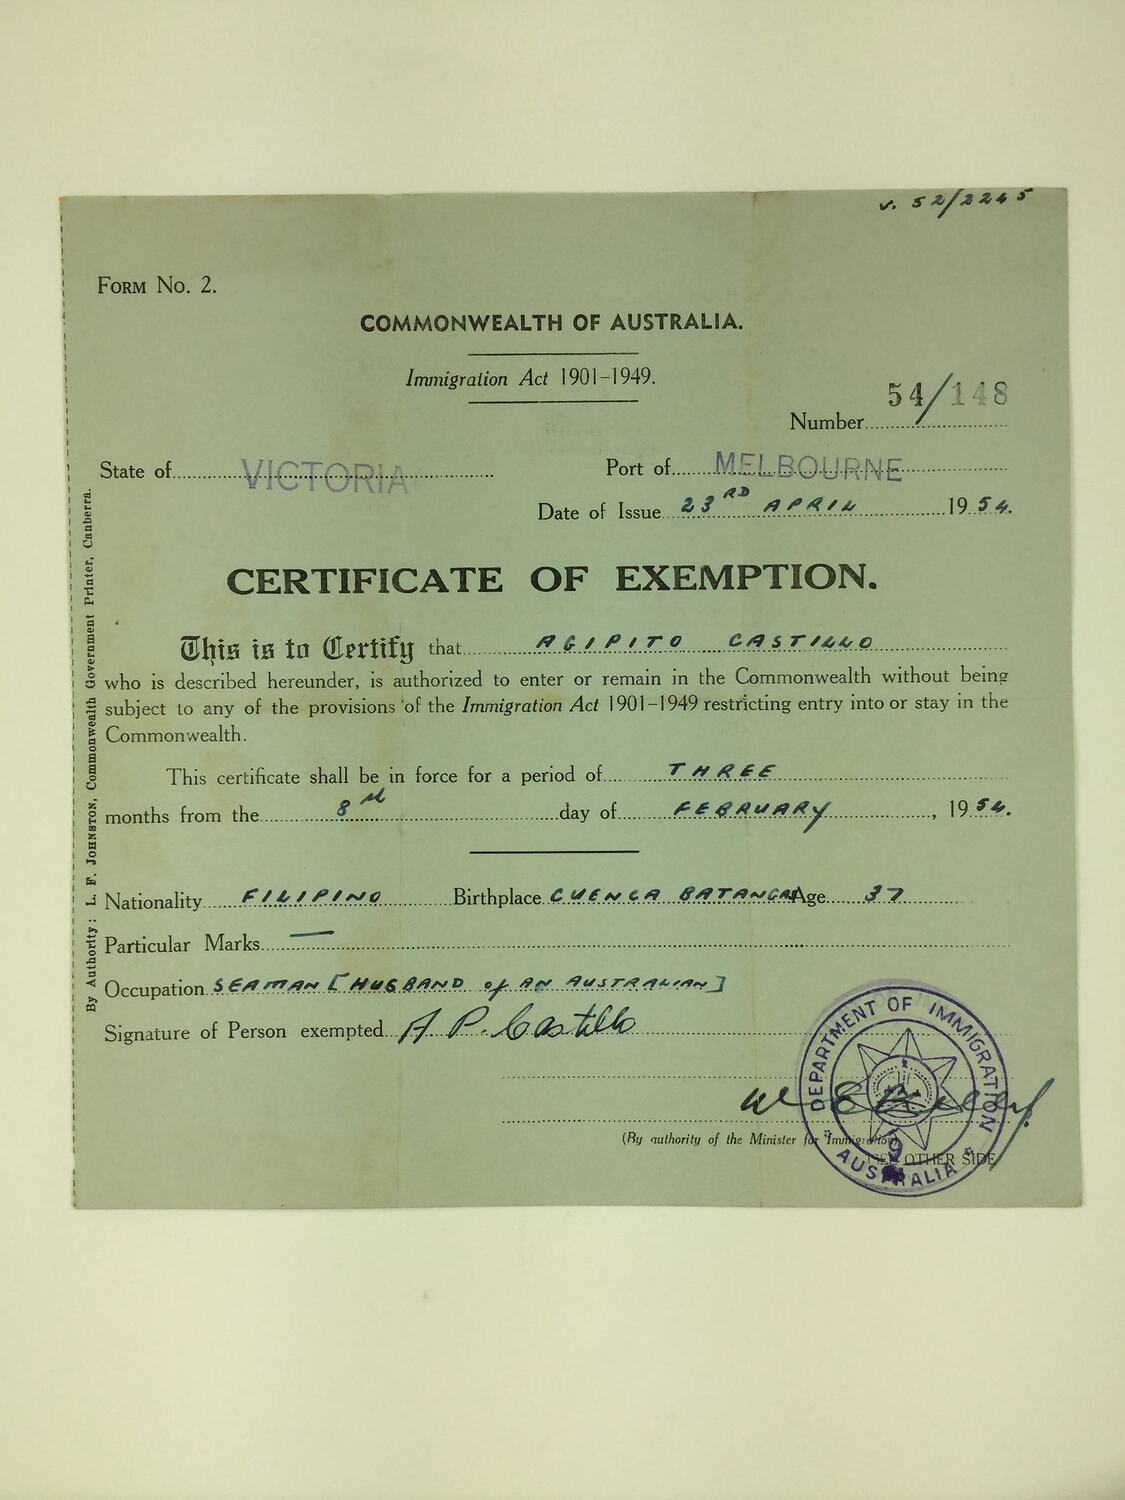 v. 52/2245
FORM No. 2.
COMMONWEALTH OF AUSTRALIA.
Immigration Act 1901–1949.
Number 54/148
State of VICTORIA Port of MELBOURNE
Date of Issue 23RD APRIL 1954.
CERTIFICATE OF EXEMPTION.
This is to Certify that AGIPITO CASTILLO
who is described hereunder, is authorized to enter or remain in the Commonwealth without being
subject to any of the provisions of the Immigration Act 1901–1949 restricting entry into or stay in the
Commonwealth.
This certificate shall be in force for a period of THREE
months from the 8th day of FEBRUARY, 1954.
Nationality FILIPINO Birthplace CUENCA BATANGAS Age 37
Particular Marks —
Occupation SEAMAN [HUSBAND of AN AUSTRALIAN]
Signature of Person exempted A. P. Castillo
(By authority of the Minister for Immigration)
SEE OTHER SIDE
DEPARTMENT OF IMMIGRATION
9
AUSTRALIA
By Authority: L. F. JOHNSTON, Commonwealth Government Printer, Canberra.